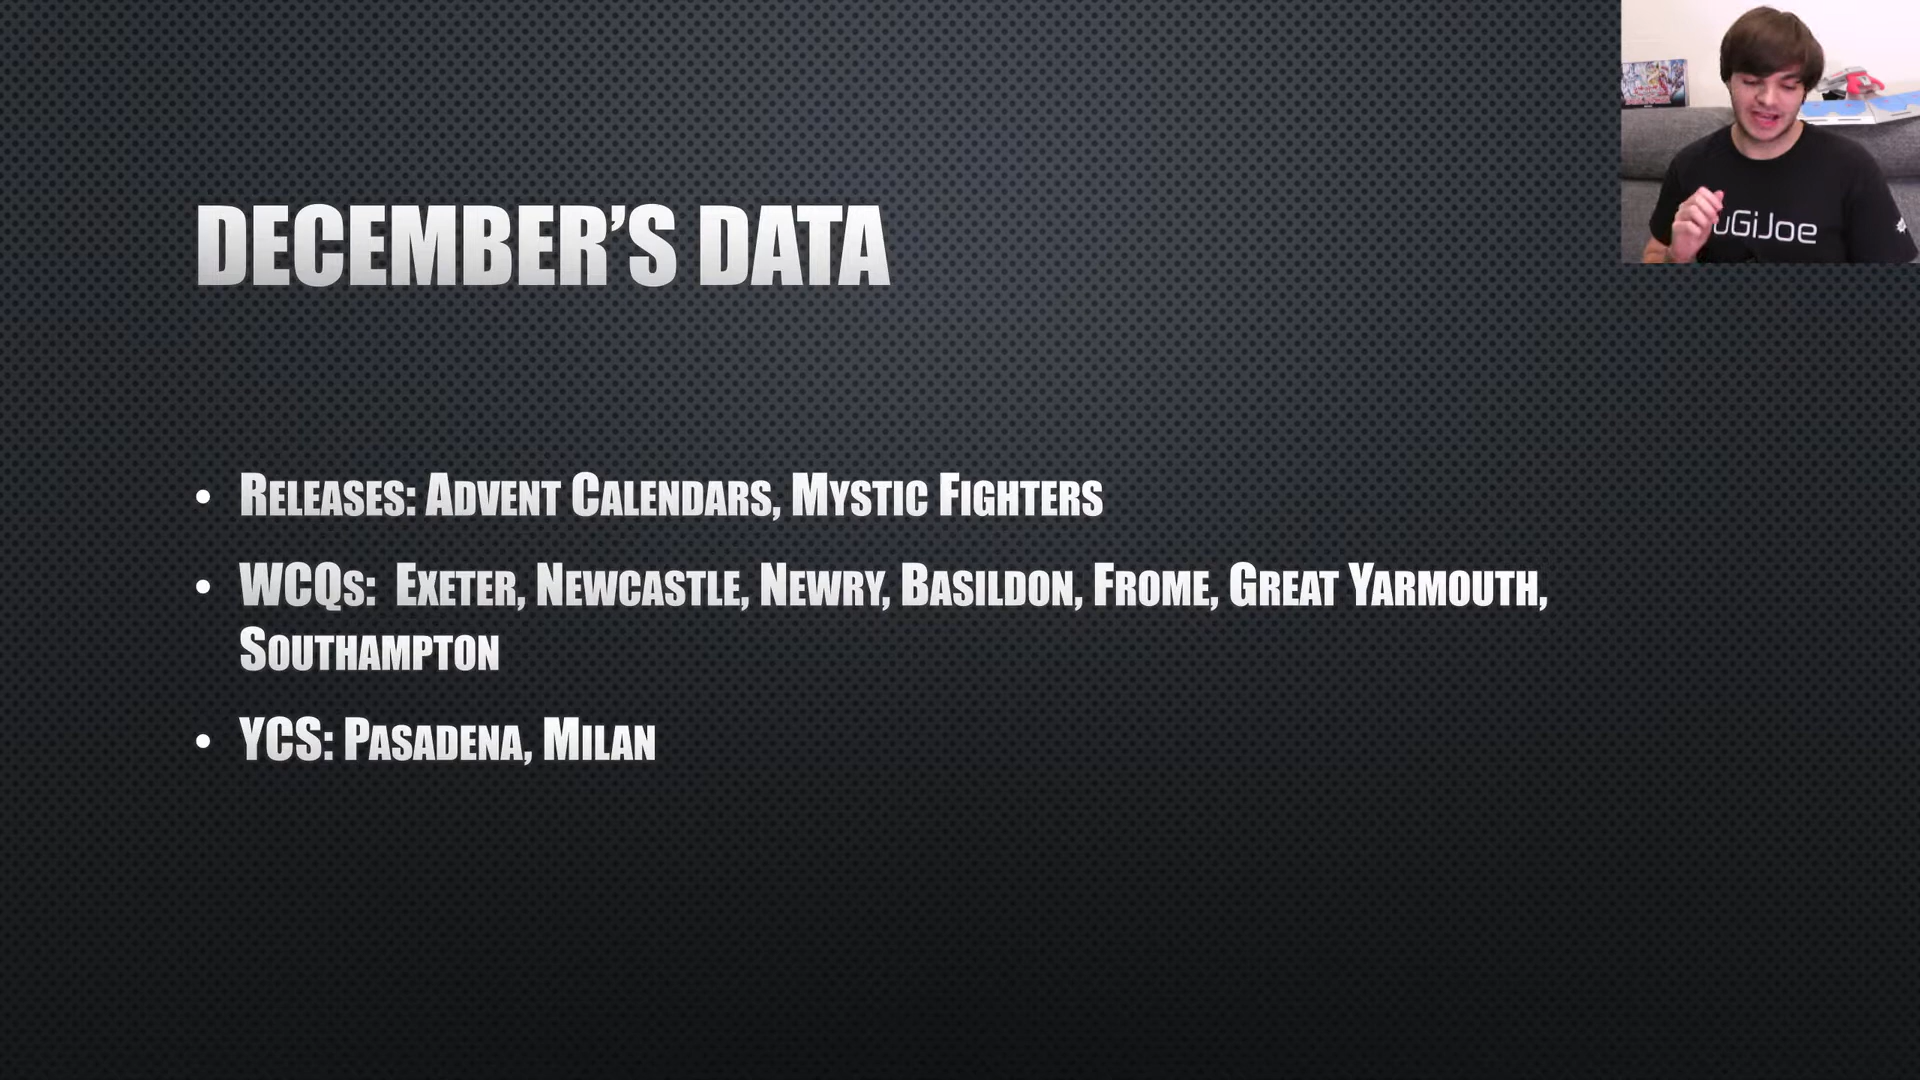 DECEMBER'S DATA
• RELEASES: ADVENT CALENDARS, MYSTIC FIGHTERS
• WCQS: EXETER, NEWCASTLE, NEWRY, BASILDON, FROME, GREAT YARMOUTH,
SOUTHAMPTON
• YCS: PASADENA, MILAN
uGiJoe